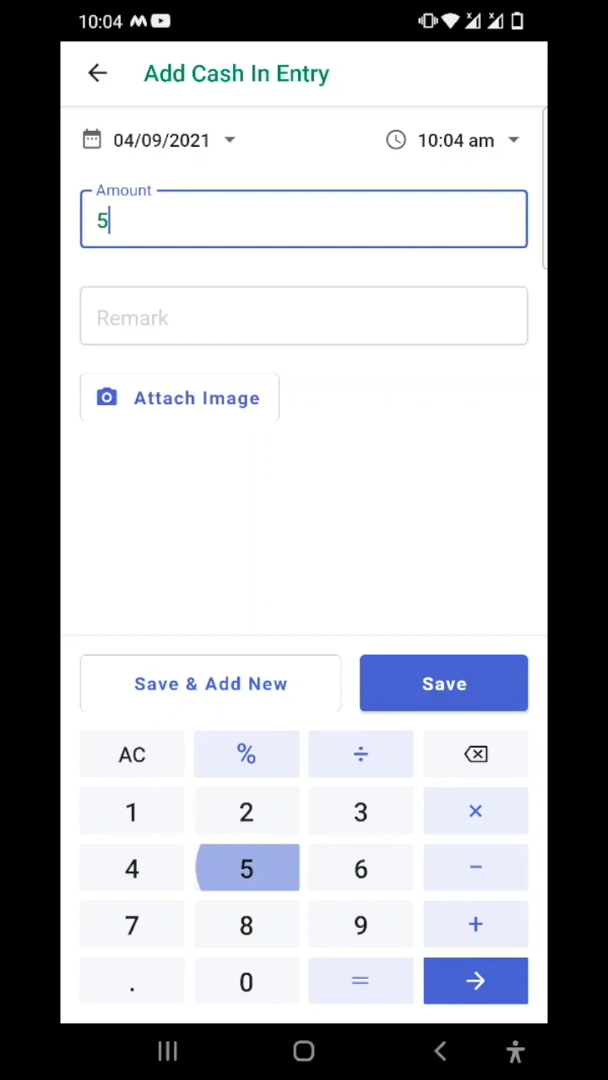 10:04
Add Cash In Entry
04/09/2021 10:04 am
Amount
5
Remark
Attach Image
Save & Add New Save
AC % ÷
1 2 3 ×
4 5 6 −
7 8 9 +
. 0 =